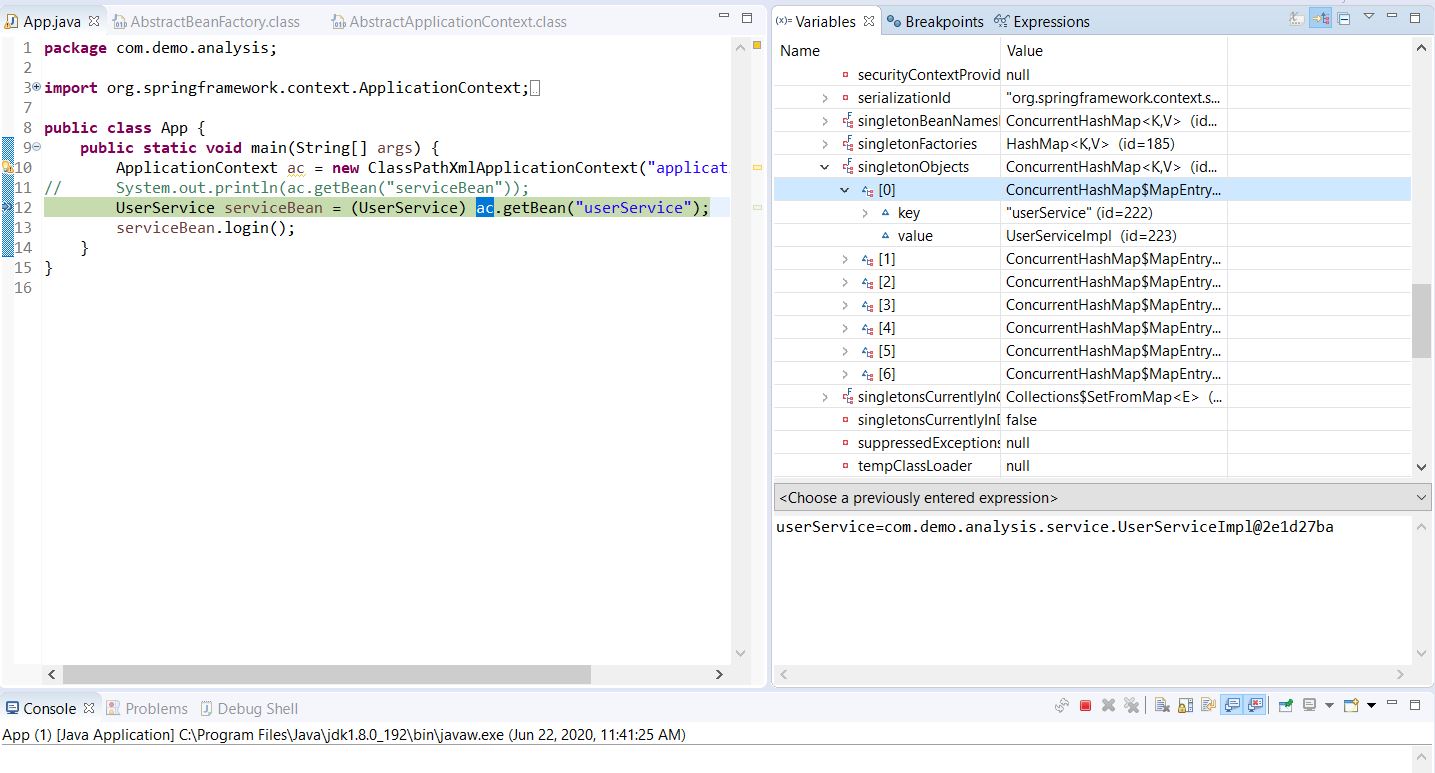 App.java
AbstractBeanFactory.class
AbstractApplicationContext.class
1 package com.demo.analysis;
2
3 import org.springframework.context.ApplicationContext;
7
8 public class App {
9 public static void main(String[] args) {
10 ApplicationContext ac = new ClassPathXmlApplicationContext("applicat
11 // System.out.println(ac.getBean("serviceBean"));
12 UserService serviceBean = (UserService) ac.getBean("userService");
13 serviceBean.login();
14 }
15 }
16
(x)= Variables
Breakpoints
Expressions
Name Value
securityContextProvid null
serializationId "org.springframework.context.s...
singletonBeanNames ConcurrentHashMap<K,V> (id...
singletonFactories HashMap<K,V> (id=185)
singletonObjects ConcurrentHashMap<K,V> (id...
[0] ConcurrentHashMap$MapEntry...
key "userService" (id=222)
value UserServiceImpl (id=223)
[1] ConcurrentHashMap$MapEntry...
[2] ConcurrentHashMap$MapEntry...
[3] ConcurrentHashMap$MapEntry...
[4] ConcurrentHashMap$MapEntry...
[5] ConcurrentHashMap$MapEntry...
[6] ConcurrentHashMap$MapEntry...
singletonsCurrentlyIn Collections$SetFromMap<E> (...
singletonsCurrentlyIn false
suppressedExceptions null
tempClassLoader null
<Choose a previously entered expression>
userService=com.demo.analysis.service.UserServiceImpl@2e1d27ba
Console
Problems
Debug Shell
App (1) [Java Application] C:\Program Files\Java\jdk1.8.0_192\bin\javaw.exe (Jun 22, 2020, 11:41:25 AM)